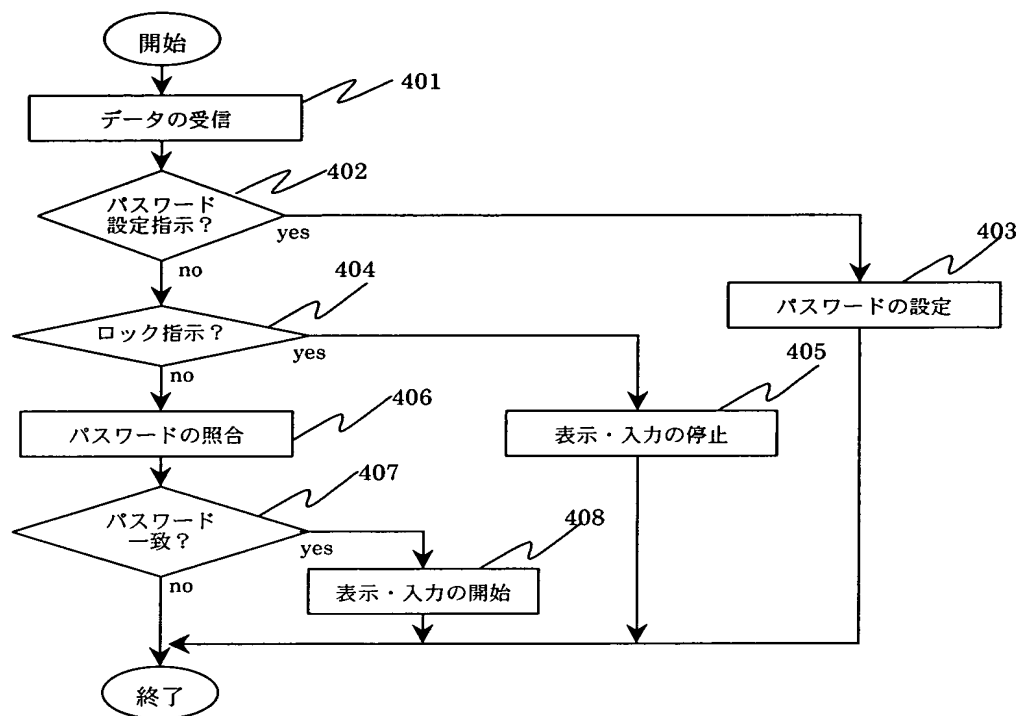 開始
401
データの受信
402
パスワード
設定指示？
yes
no
403
パスワードの設定
404
ロック指示？
yes
no
405
表示・入力の停止
406
パスワードの照合
407
パスワード
一致？
yes
no
408
表示・入力の開始
終了